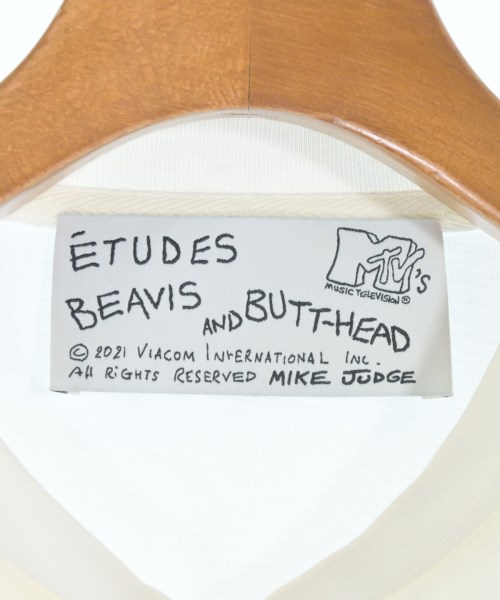 ÉTUDES
MTV's
MUSIC TELEVISION®
BEAVIS AND BUTT-HEAD
© 2021 VIACOM INTERNATIONAL INC.
All RiGHTS RESERVED MIKE JUDGE